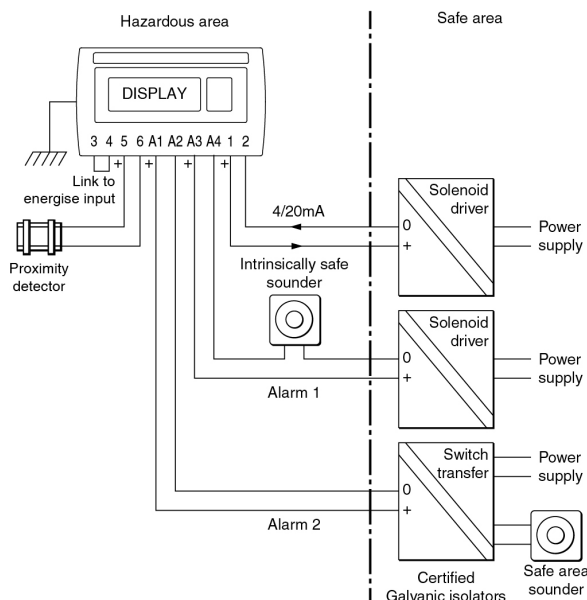 Hazardous area
Safe area
DISPLAY
3 4 5 6 A1 A2 A3 A4 1 2
+ + + +
Link to
energise input
Proximity
detector
4/20mA
Intrinsically safe
sounder
Solenoid
driver
0
+
Power
supply
Solenoid
driver
0
+
Power
supply
Alarm 1
Switch
transfer
0
+
Power
supply
Alarm 2
Certified
Galvanic isolators
Safe area
sounder